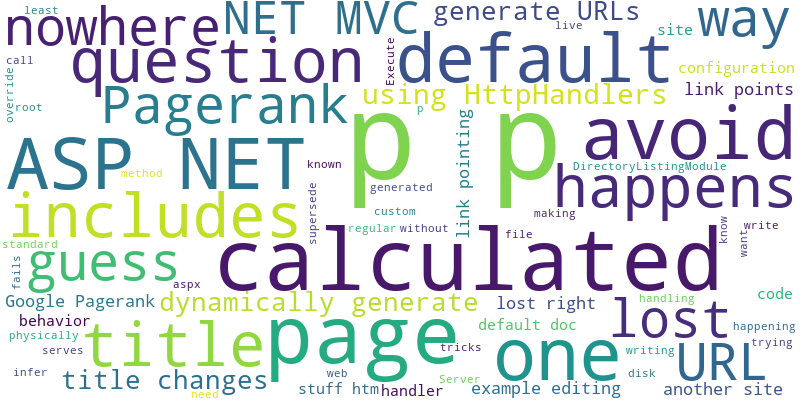 least
nowhere
NET MVC
generate URLs
live
site
way
call
question
Execute
default
configuration
override
root
Pagerank
using HttpHandlers
link points
p p
p
ASP NET
method
known
generated
link pointing
avoid
DirectoryListingModule
happens
includes
supersede
custom
regular
without
making
file
know
want
write
standard
guess
calculated
fails
aspx
Google Pagerank
dynamically generate
lost right
handling
code
behavior
title
page
default doc
lost
happening
physically
serves
tricks
one
writing
trying
URL
infer
title changes
web
stuff htm
handler
Server
example editing
disk
another site
need